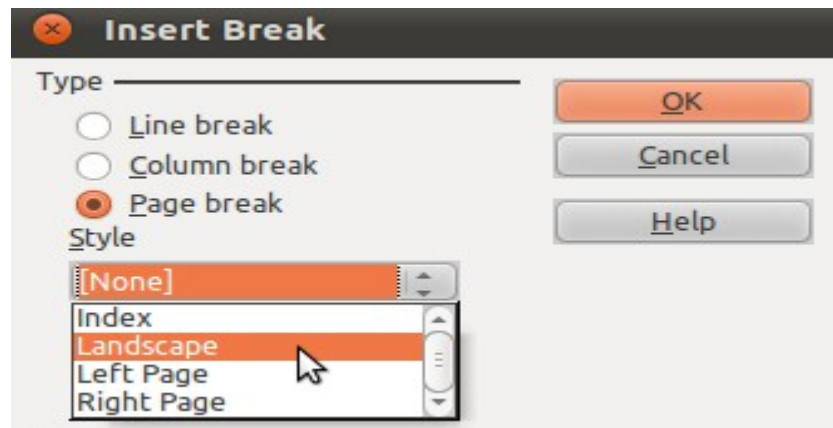 Insert Break
Type
Line break
Column break
Page break
Style
[None]
Index
Landscape
Left Page
Right Page
OK
Cancel
Help